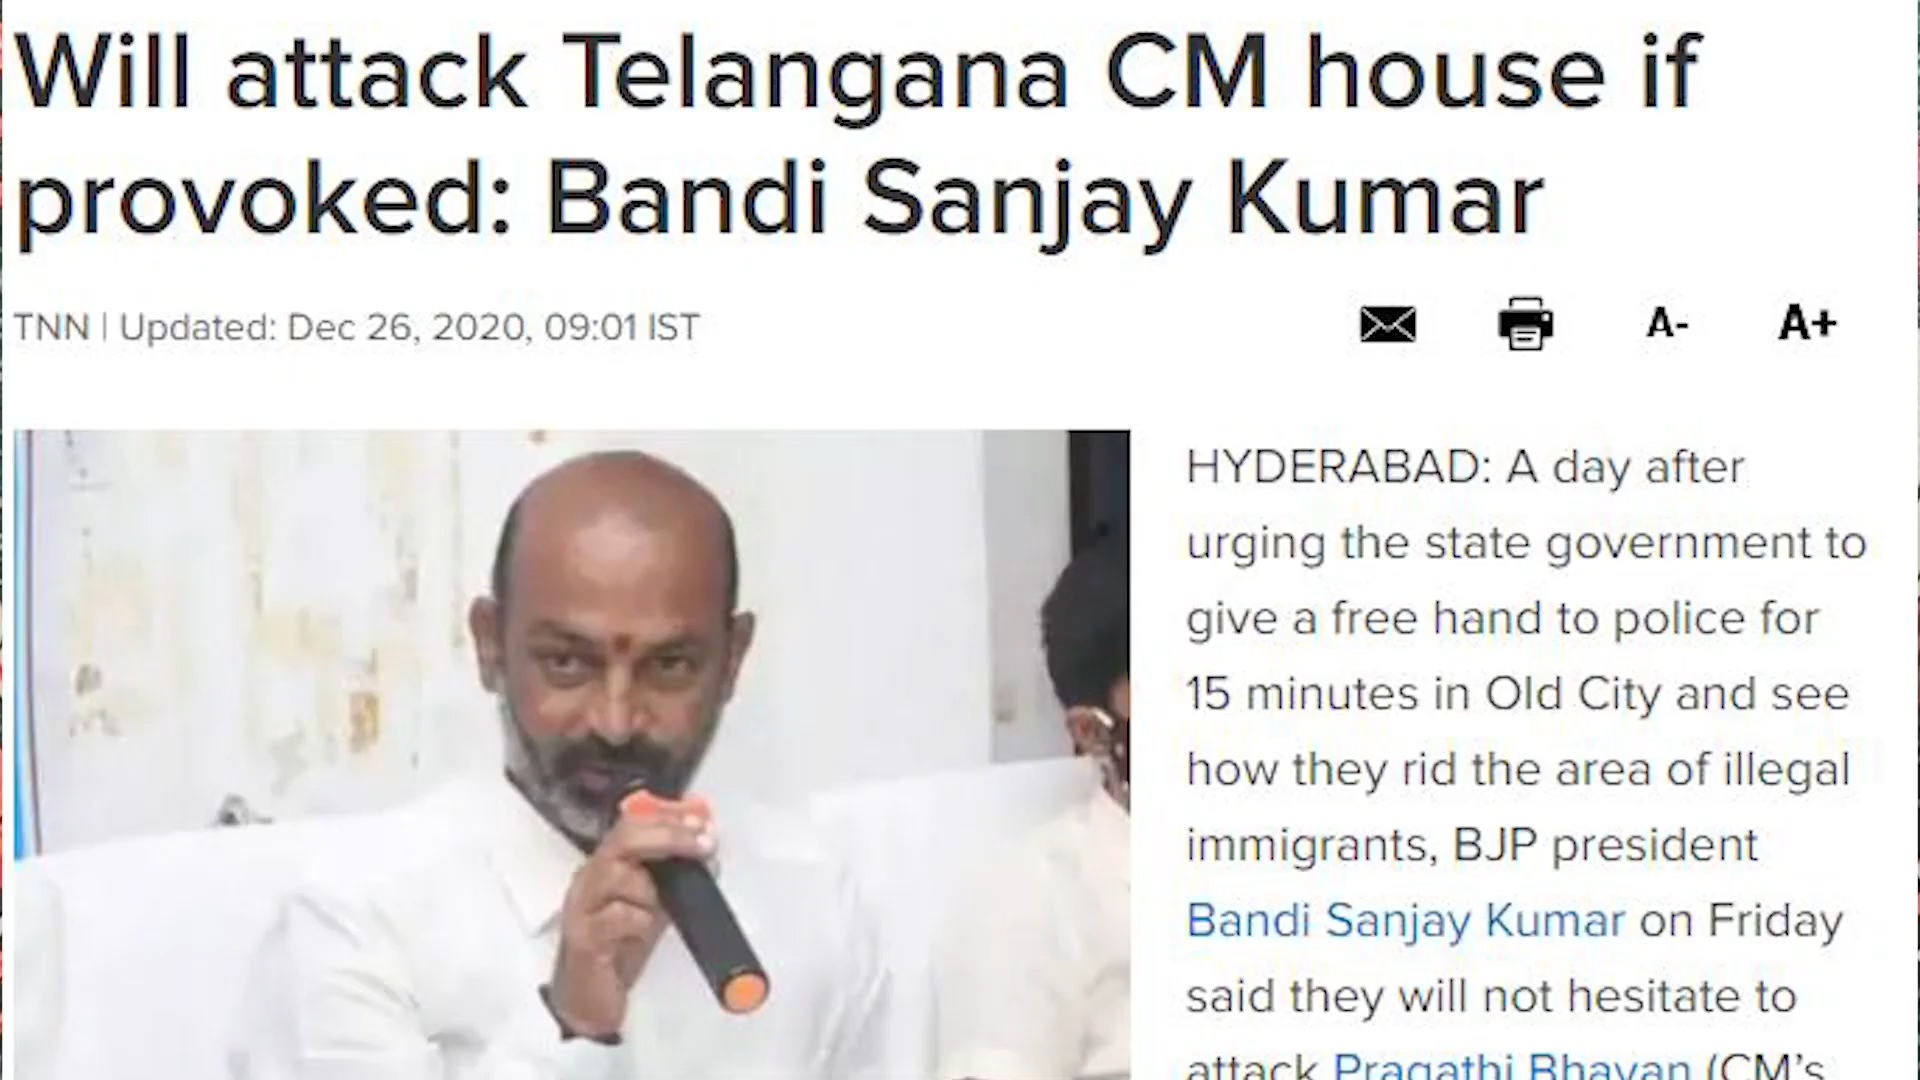 Will attack Telangana CM house if
provoked: Bandi Sanjay Kumar
TNN | Updated: Dec 26, 2020, 09:01 IST
A- A+
HYDERABAD: A day after
urging the state government to
give a free hand to police for
15 minutes in Old City and see
how they rid the area of illegal
immigrants, BJP president
Bandi Sanjay Kumar on Friday
said they will not hesitate to
attack Pragathi Bhavan (CM's